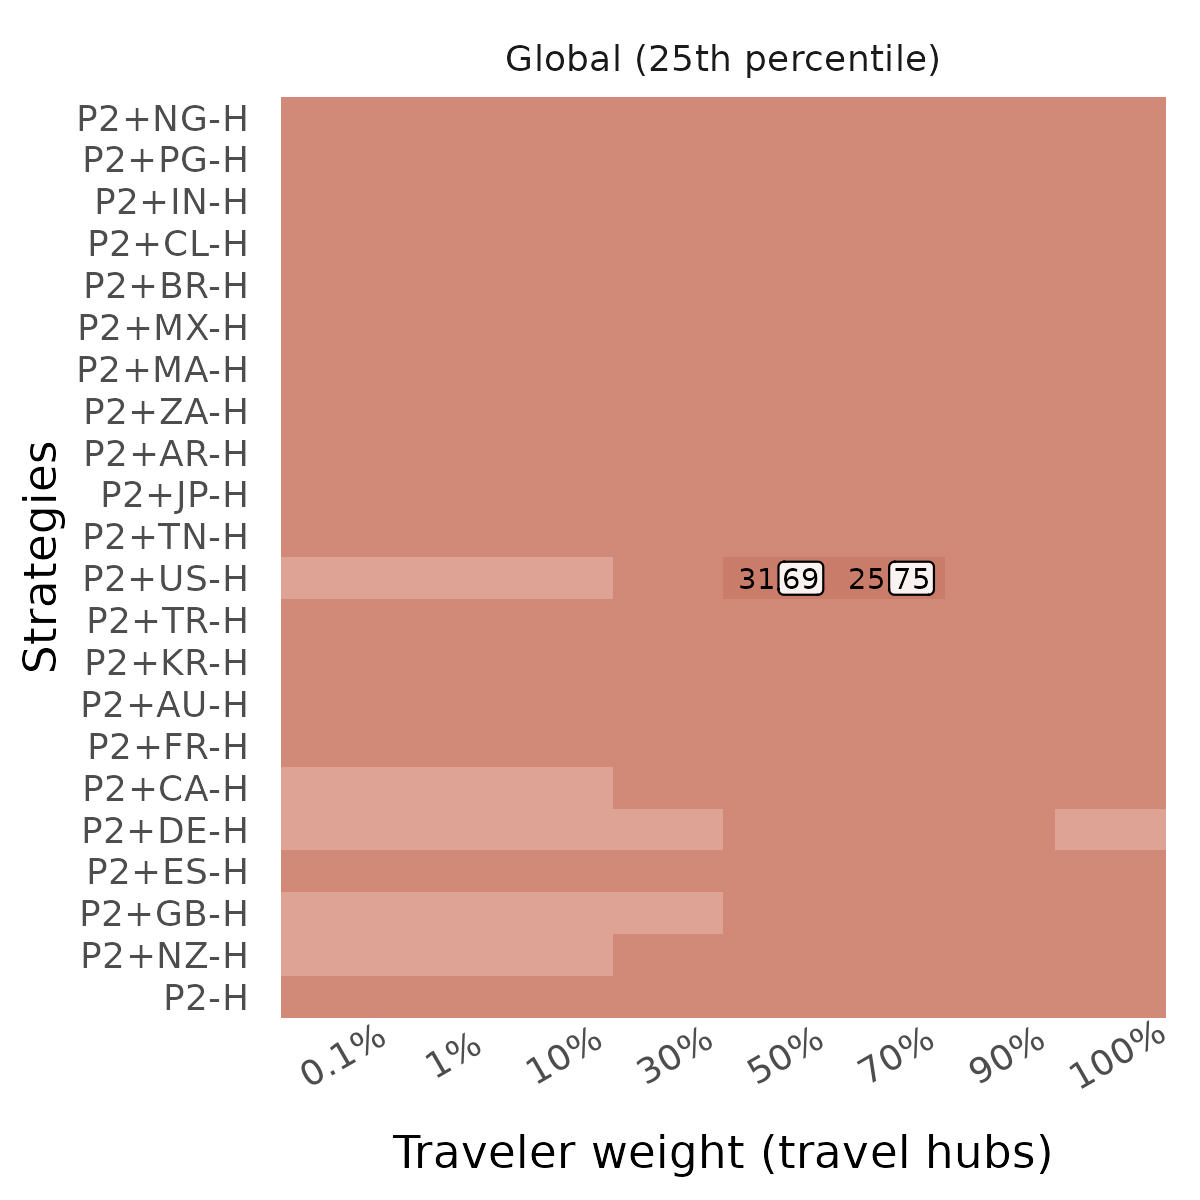 Global (25th percentile)
P2+NG-H
P2+PG-H
P2+IN-H
P2+CL-H
P2+BR-H
P2+MX-H
P2+MA-H
P2+ZA-H
P2+AR-H
P2+JP-H
P2+TN-H
P2+US-H 31 69 25 75
P2+TR-H
P2+KR-H
P2+AU-H
P2+FR-H
P2+CA-H
P2+DE-H
P2+ES-H
P2+GB-H
P2+NZ-H
P2-H
Strategies
0.1% 1% 10% 30% 50% 70% 90% 100%
Traveler weight (travel hubs)